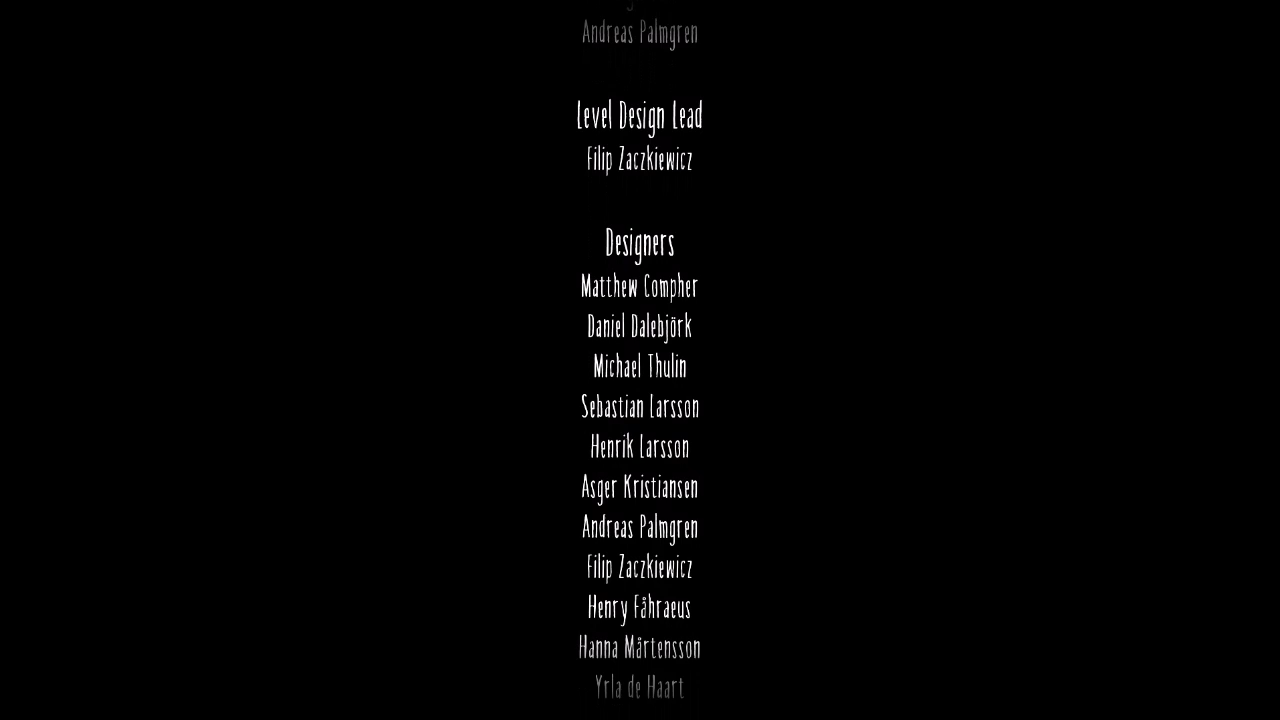 Andreas Palmgren
Level Design Lead
Filip Zaczkiewicz
Designers
Matthew Compher
Daniel Dalebjörk
Michael Thulin
Sebastian Larsson
Henrik Larsson
Asger Kristiansen
Andreas Palmgren
Filip Zaczkiewicz
Henry Fåhraeus
Hanna Mårtensson
Yrla de Haart